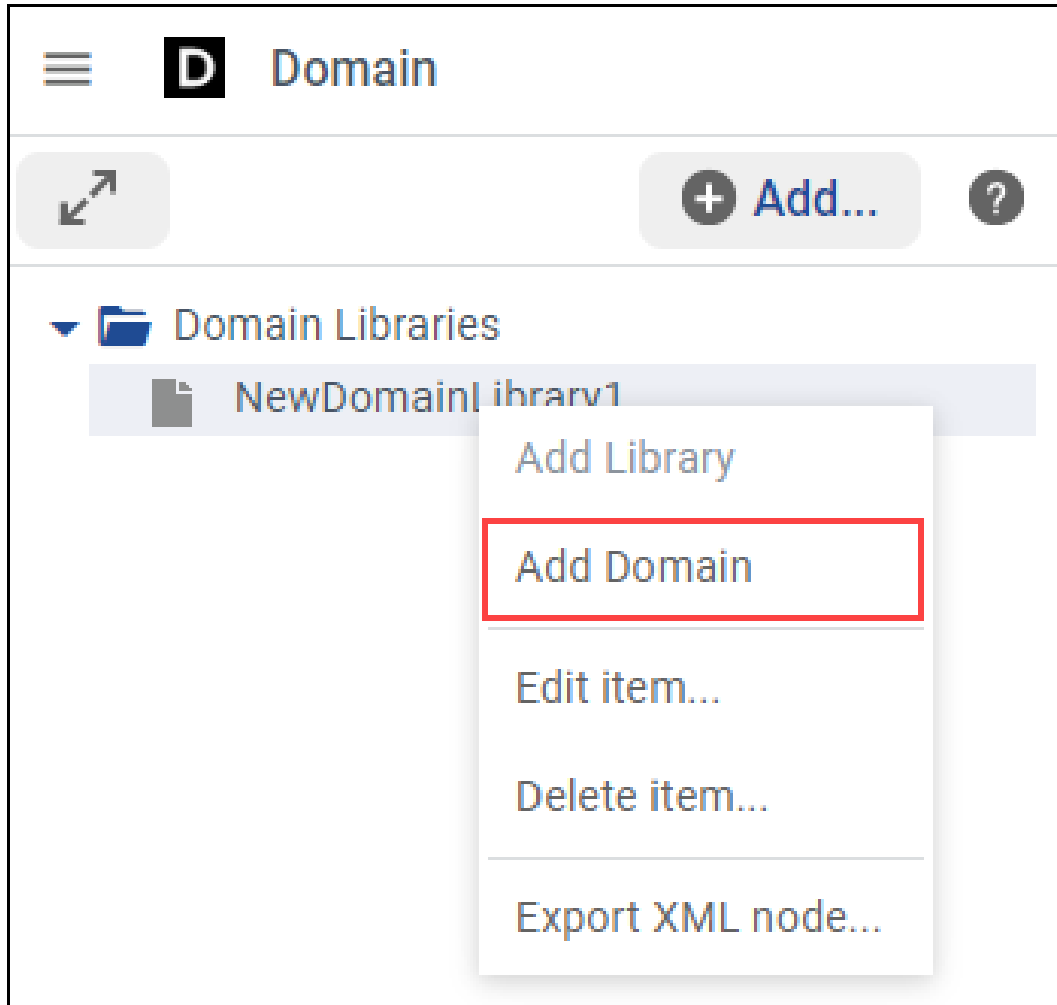 D Domain
Add...
?
Domain Libraries
NewDomainLibrary1
Add Library
Add Domain
Edit item...
Delete item...
Export XML node...